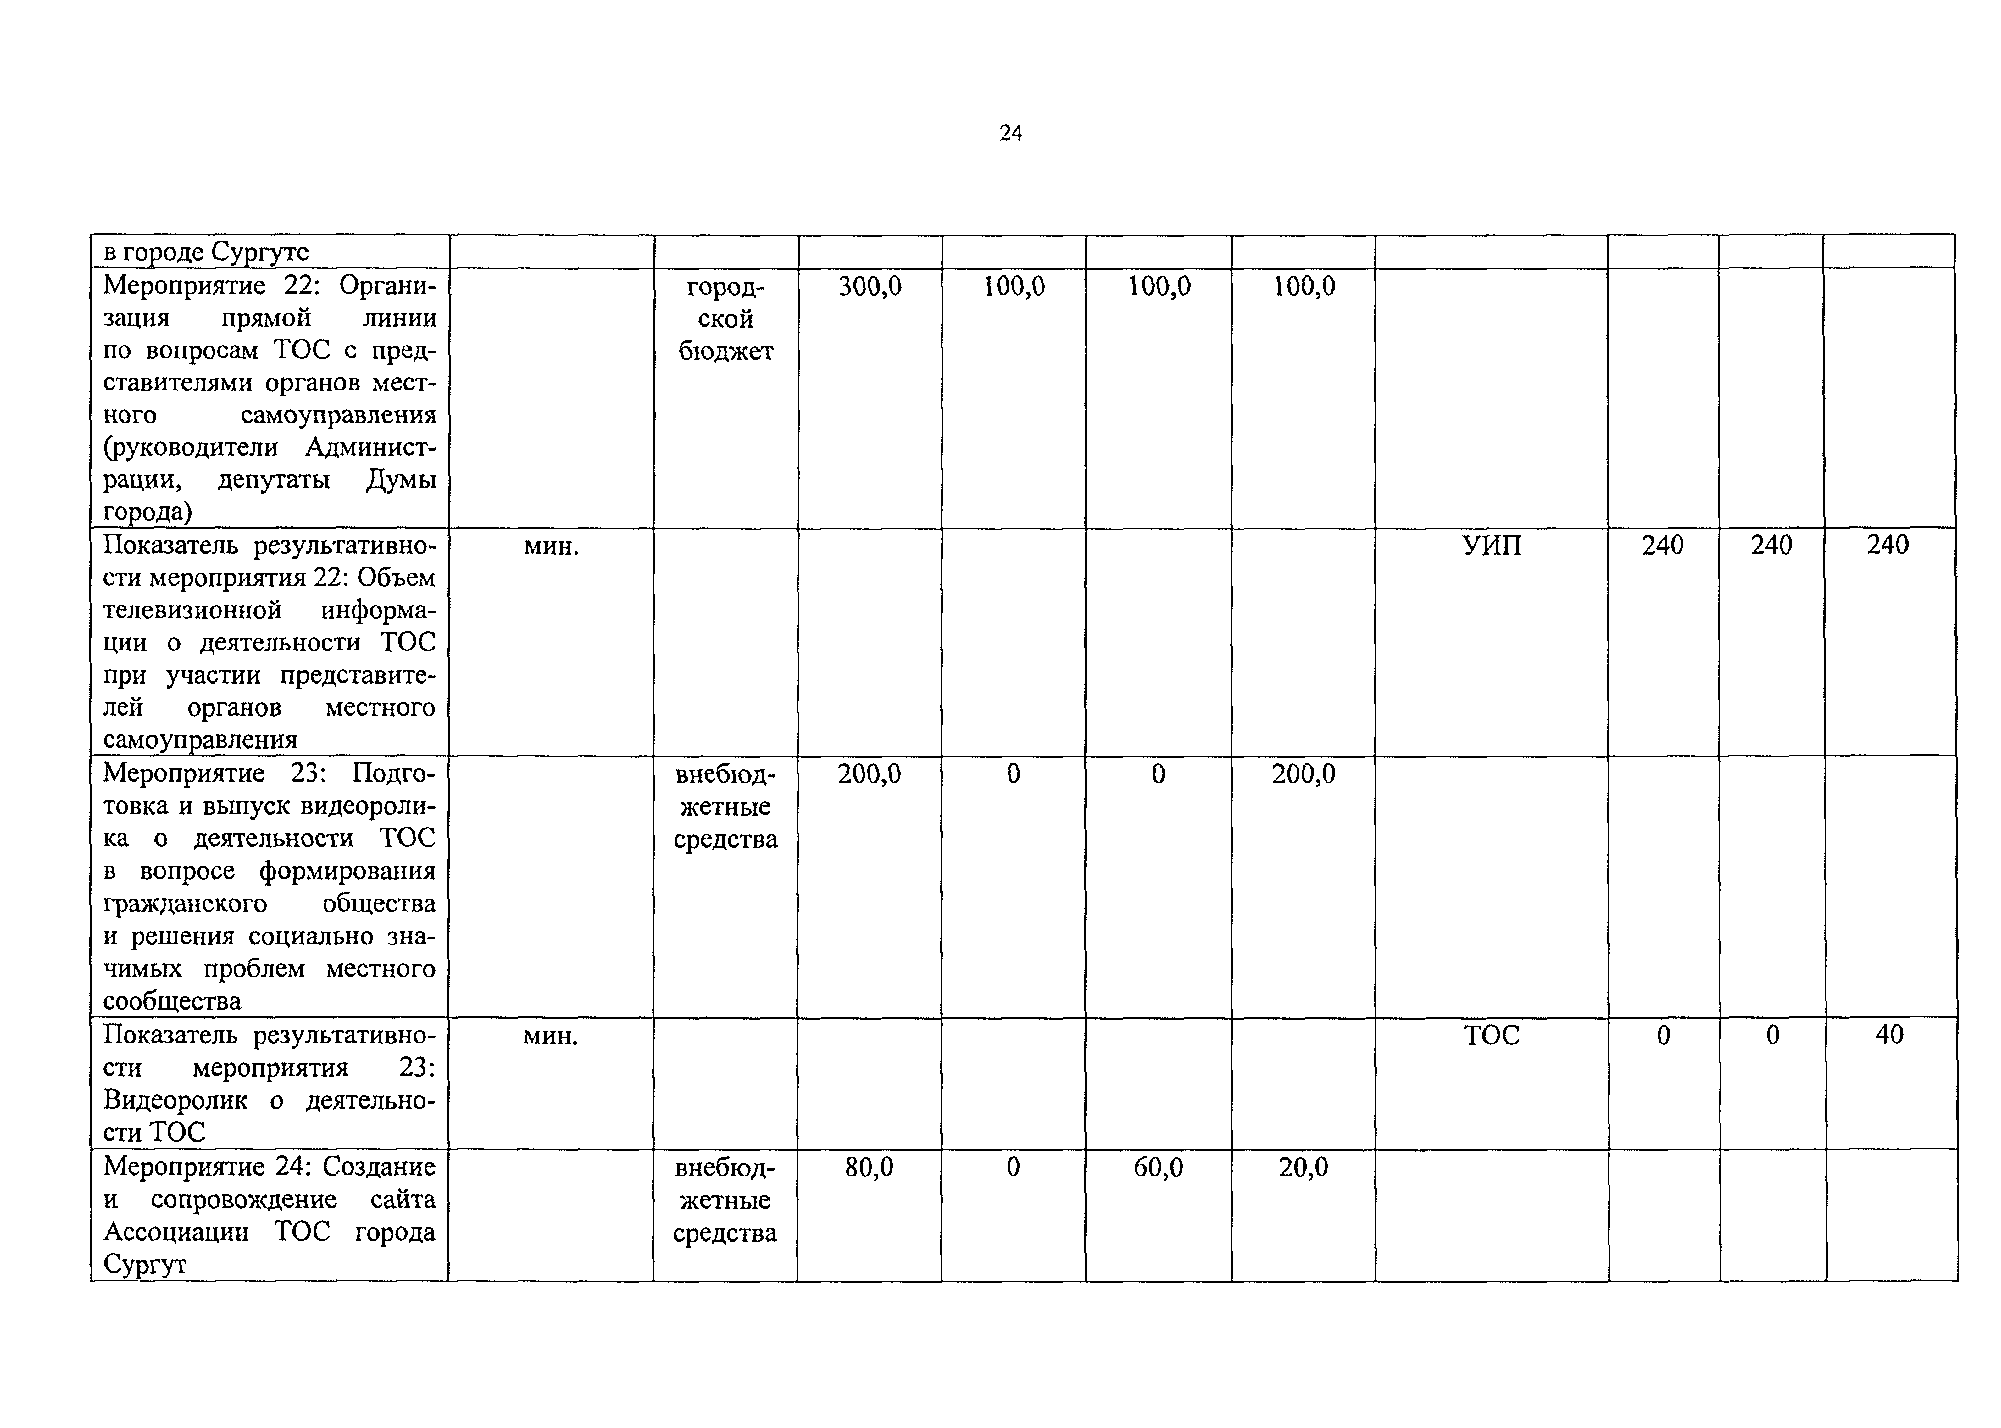 24
в городе Сургуте
Мероприятие 22: Органи-
зация прямой линии
по вопросам ТОС с пред-
ставителями органов мест-
ного самоуправления
(руководители Админист-
рации, депутаты Думы
города)
город-
ской
бюджет
300,0
100,0
100,0
100,0
Показатель результативно-
сти мероприятия 22: Объем
телевизионной информа-
ции о деятельности ТОС
при участии представите-
лей органов местного
самоуправления
мин.
УИП
240
240
240
Мероприятие 23: Подго-
товка и выпуск видеороли-
ка о деятельности ТОС
в вопросе формирования
гражданского общества
и решения социально зна-
чимых проблем местного
сообщества
внебюд-
жетные
средства
200,0
0
0
200,0
Показатель результативно-
сти мероприятия 23:
Видеоролик о деятельно-
сти ТОС
мин.
ТОС
0
0
40
Мероприятие 24: Создание
и сопровождение сайта
Ассоциации ТОС города
Сургут
внебюд-
жетные
средства
80,0
0
60,0
20,0